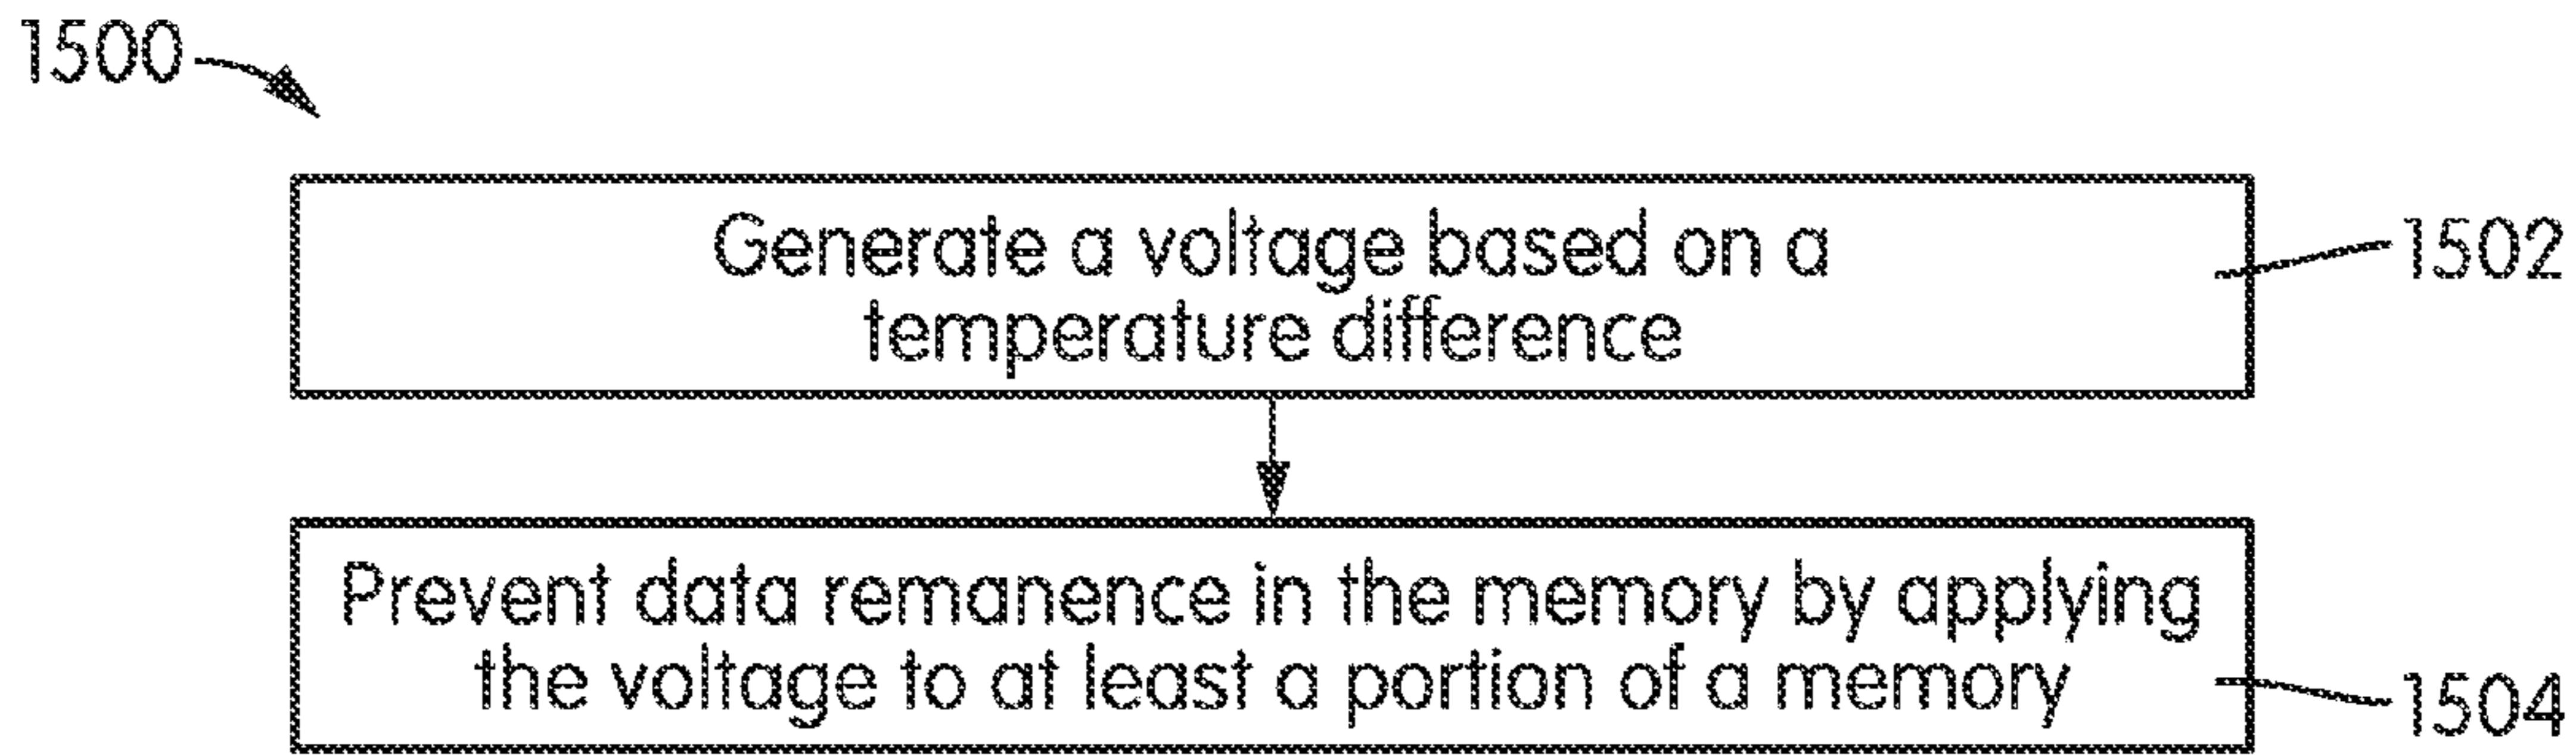 1500
Generate a voltage based on a
temperature difference
1502
Prevent data remanence in the memory by applying
the voltage to at least a portion of a memory
1504